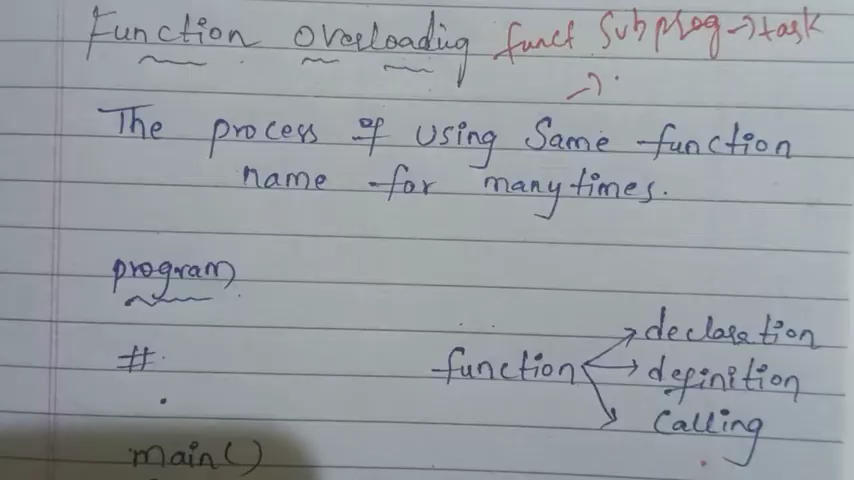 Function overloading funct Subprog → task
→
The process of using Same function
name for many times.
program
#
.
main()
function → declaration
→ definition
→ calling